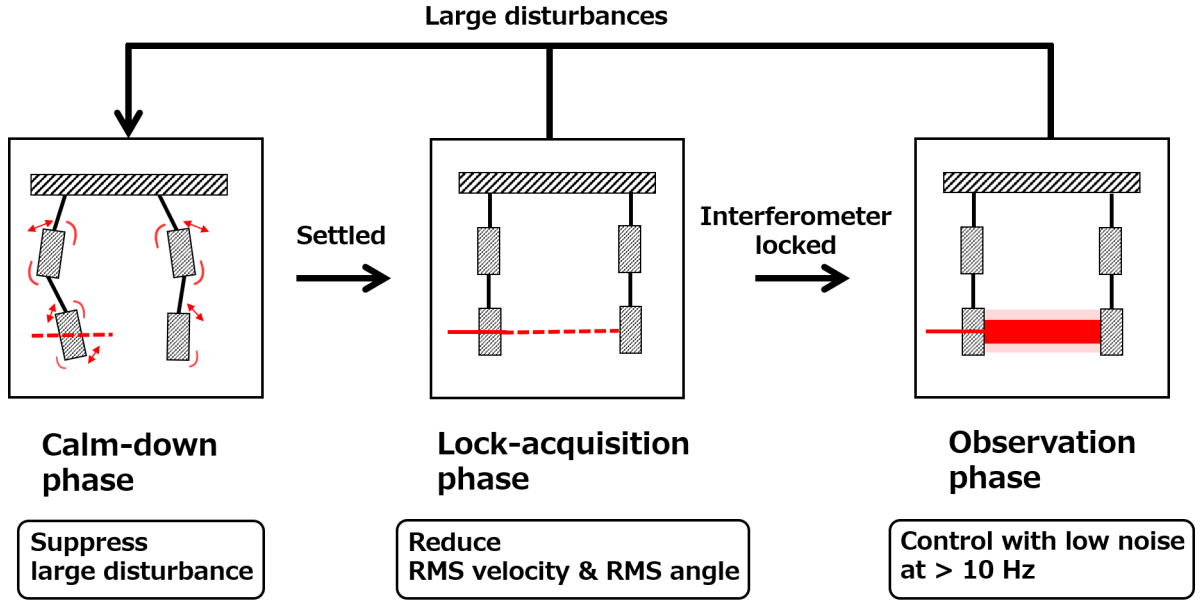 Large disturbances
Settled
Interferometer
locked
Calm-down
phase
Lock-acquisition
phase
Observation
phase
Suppress
large disturbance
Reduce
RMS velocity & RMS angle
Control with low noise
at > 10 Hz